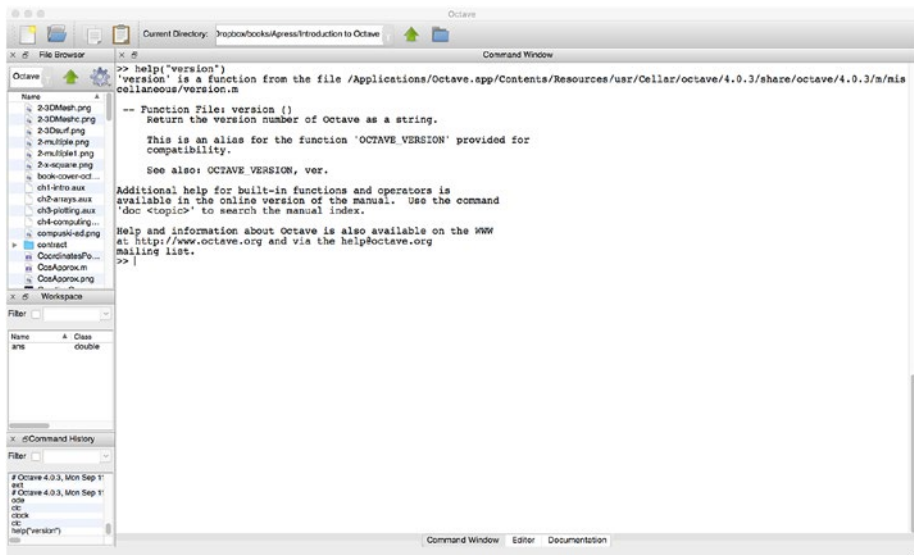 Octave
Current Directory: Dropbox/books/Apress/Introduction to Octave
File Browser
Octave
Name
2-3DMesh.png
2-3DMeshc.png
2-3Dsurf.png
2-multiple.png
2-multiple1.png
2-x-square.png
book-cover-oct...
ch1-intro.aux
ch2-arrays.aux
ch3-plotting.aux
ch4-computing...
compuski-ad.png
contract
CoordinatesPo...
CosApprox.m
CosApprox.png
Workspace
Filter
Name Class
ans double
Command History
Filter
# Octave 4.0.3, Mon Sep 1
exit
# Octave 4.0.3, Mon Sep 1
clc
clock
clc
help("version")
Command Window
>> help("version")
'version' is a function from the file /Applications/Octave.app/Contents/Resources/usr/Cellar/octave/4.0.3/share/octave/4.0.3/m/mis
cellaneous/version.m
-- Function File: version ()
Return the version number of Octave as a string.
This is an alias for the function 'OCTAVE_VERSION' provided for
compatibility.
See also: OCTAVE_VERSION, ver.
Additional help for built-in functions and operators is
available in the online version of the manual. Use the command
'doc <topic>' to search the manual index.
Help and information about Octave is also available on the WWW
at http://www.octave.org and via the help@octave.org
mailing list.
>>
Command Window Editor Documentation